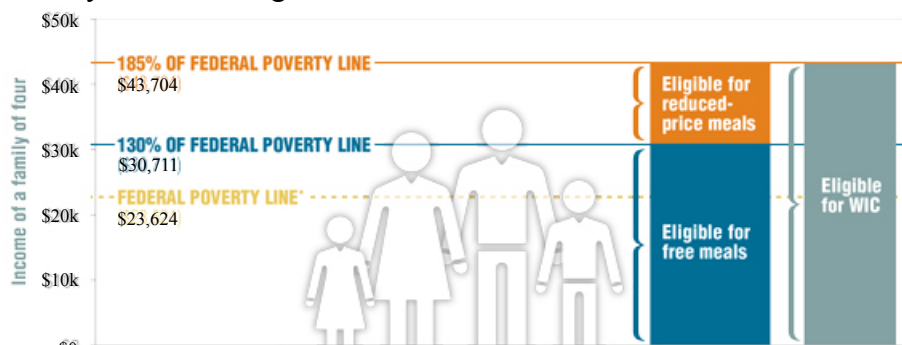 $50k
185% OF FEDERAL POVERTY LINE
$43,704
$40k
130% OF FEDERAL POVERTY LINE
$30,711
$30k
FEDERAL POVERTY LINE*
$23,624
$20k
$10k
Income of a family of four
Eligible for
reduced-
price meals
Eligible for
free meals
Eligible
for WIC